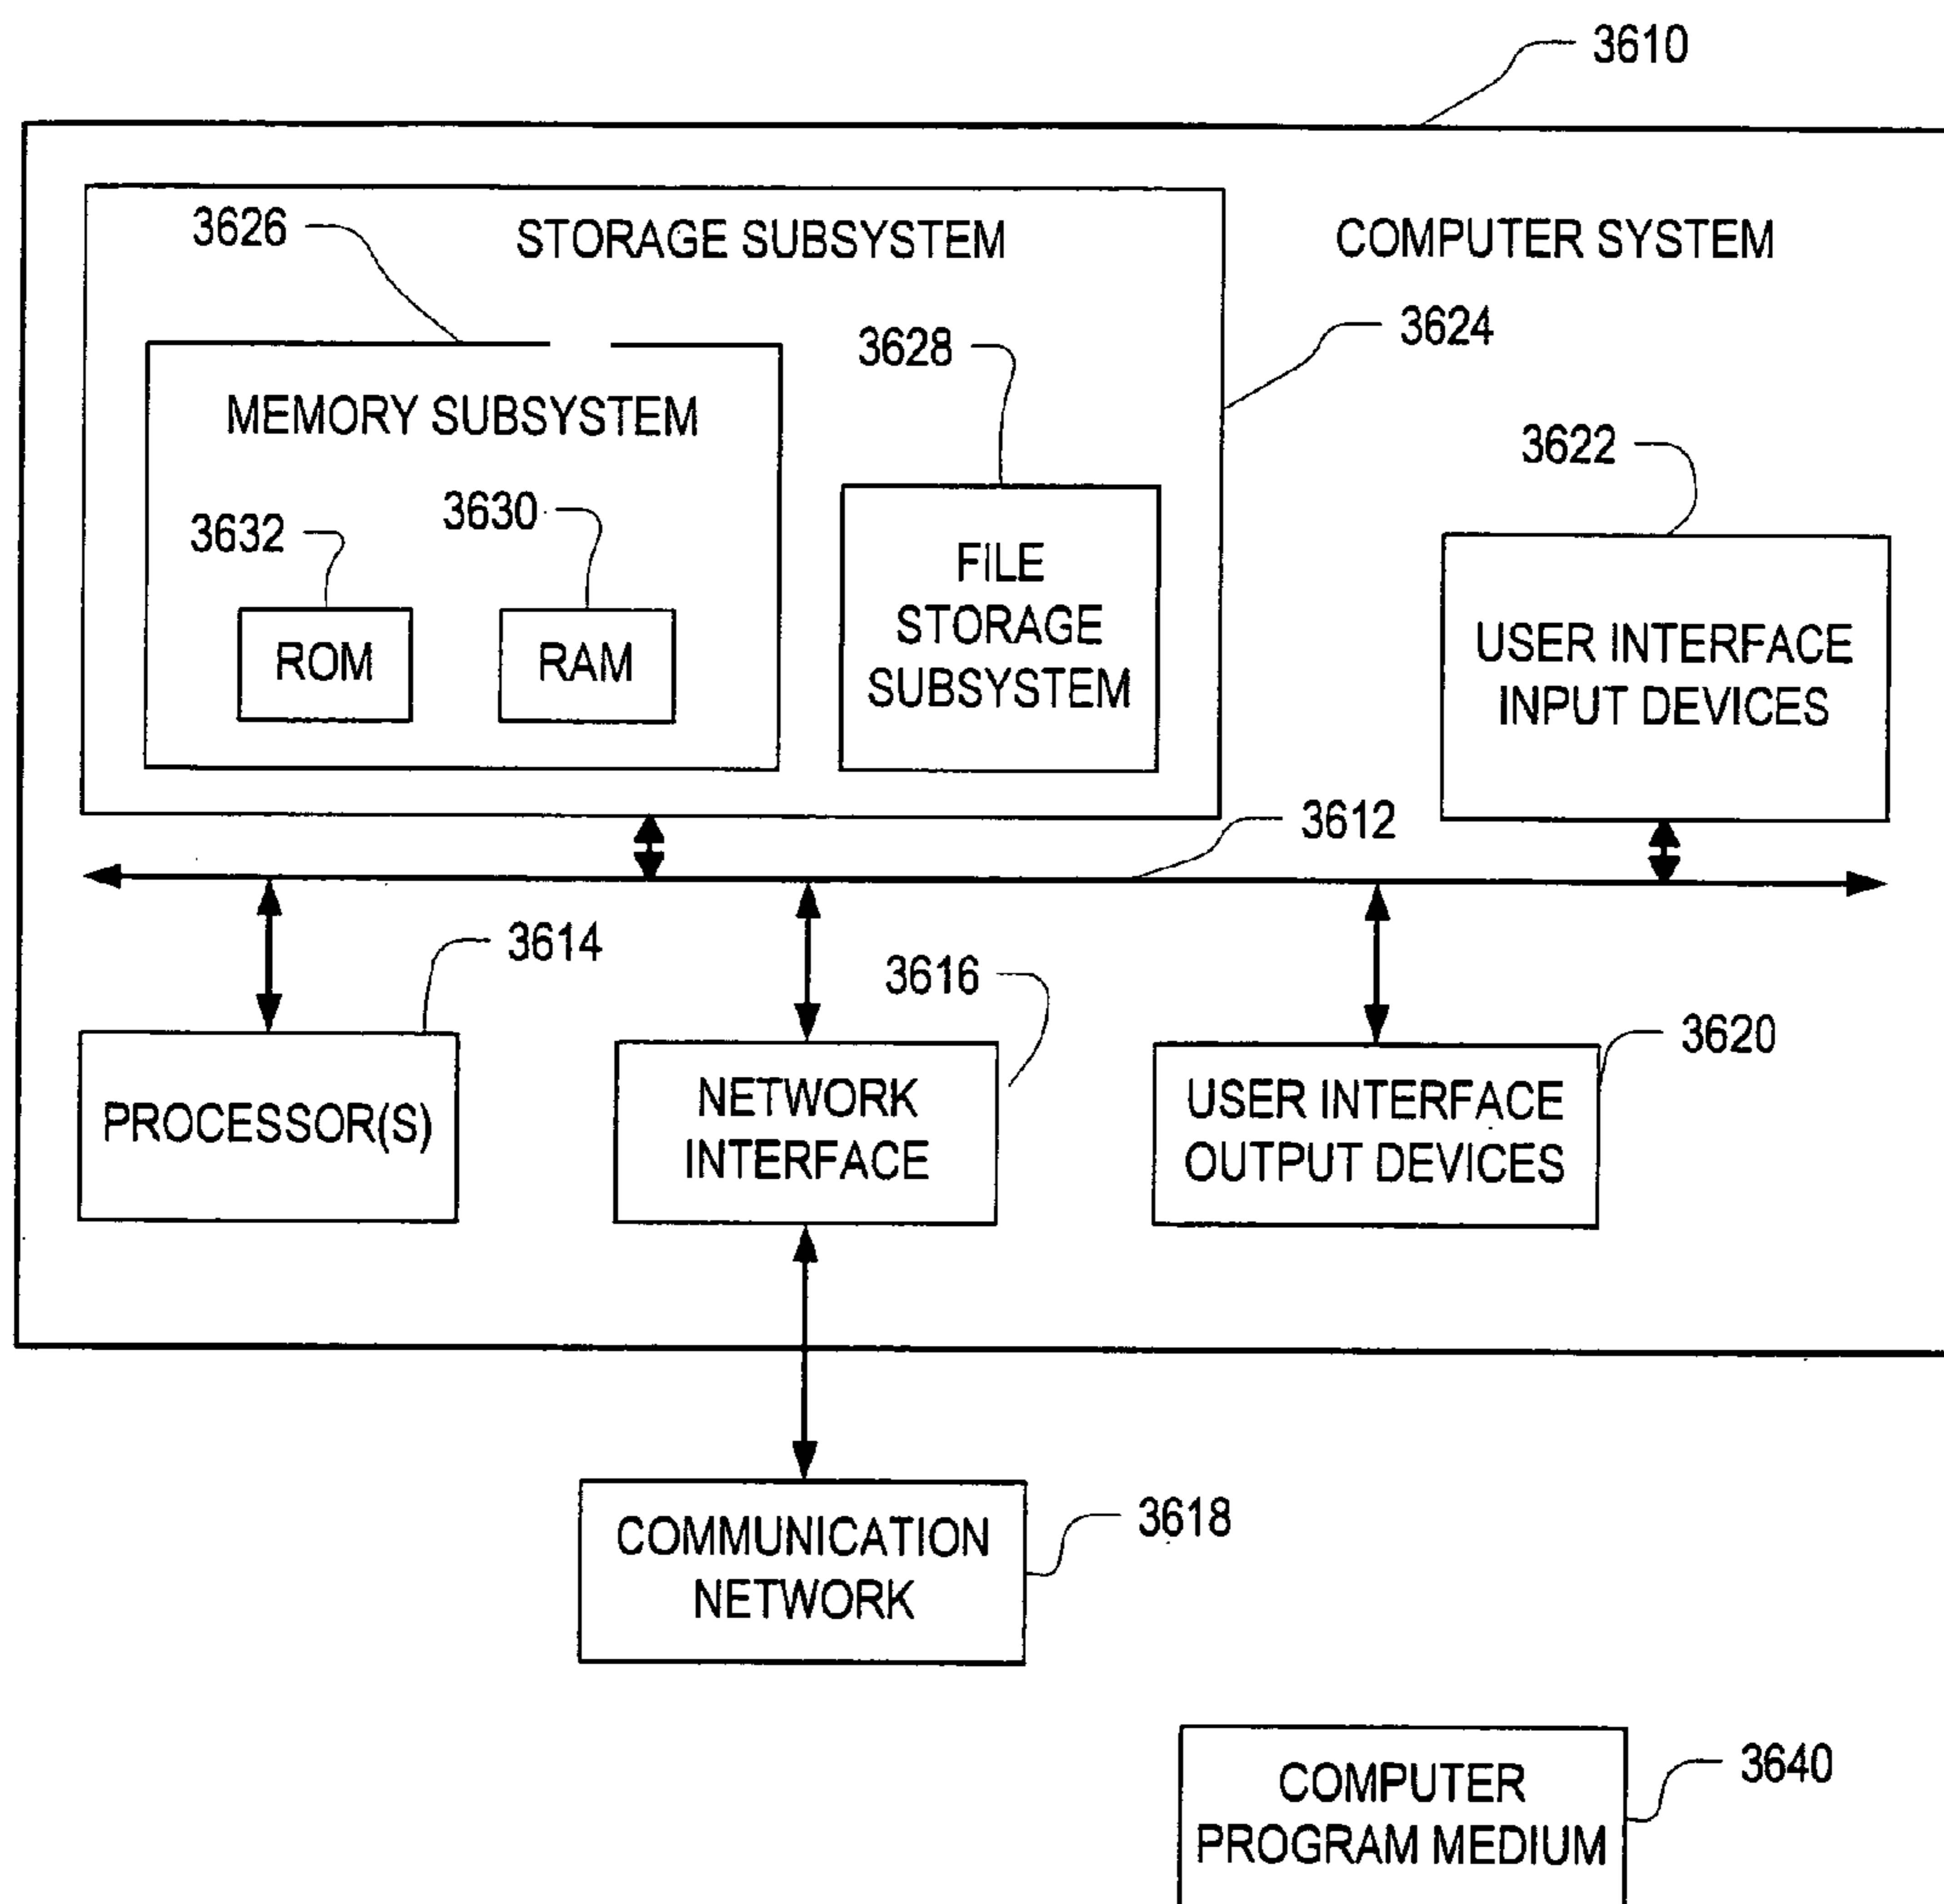 3610
3626
STORAGE SUBSYSTEM
COMPUTER SYSTEM
3624
3628
MEMORY SUBSYSTEM
3622
3632
3630
FILE
STORAGE
SUBSYSTEM
ROM
RAM
USER INTERFACE
INPUT DEVICES
3612
3614
3616
3620
PROCESSOR(S)
NETWORK
INTERFACE
USER INTERFACE
OUTPUT DEVICES
COMMUNICATION
NETWORK
3618
COMPUTER
PROGRAM MEDIUM
3640